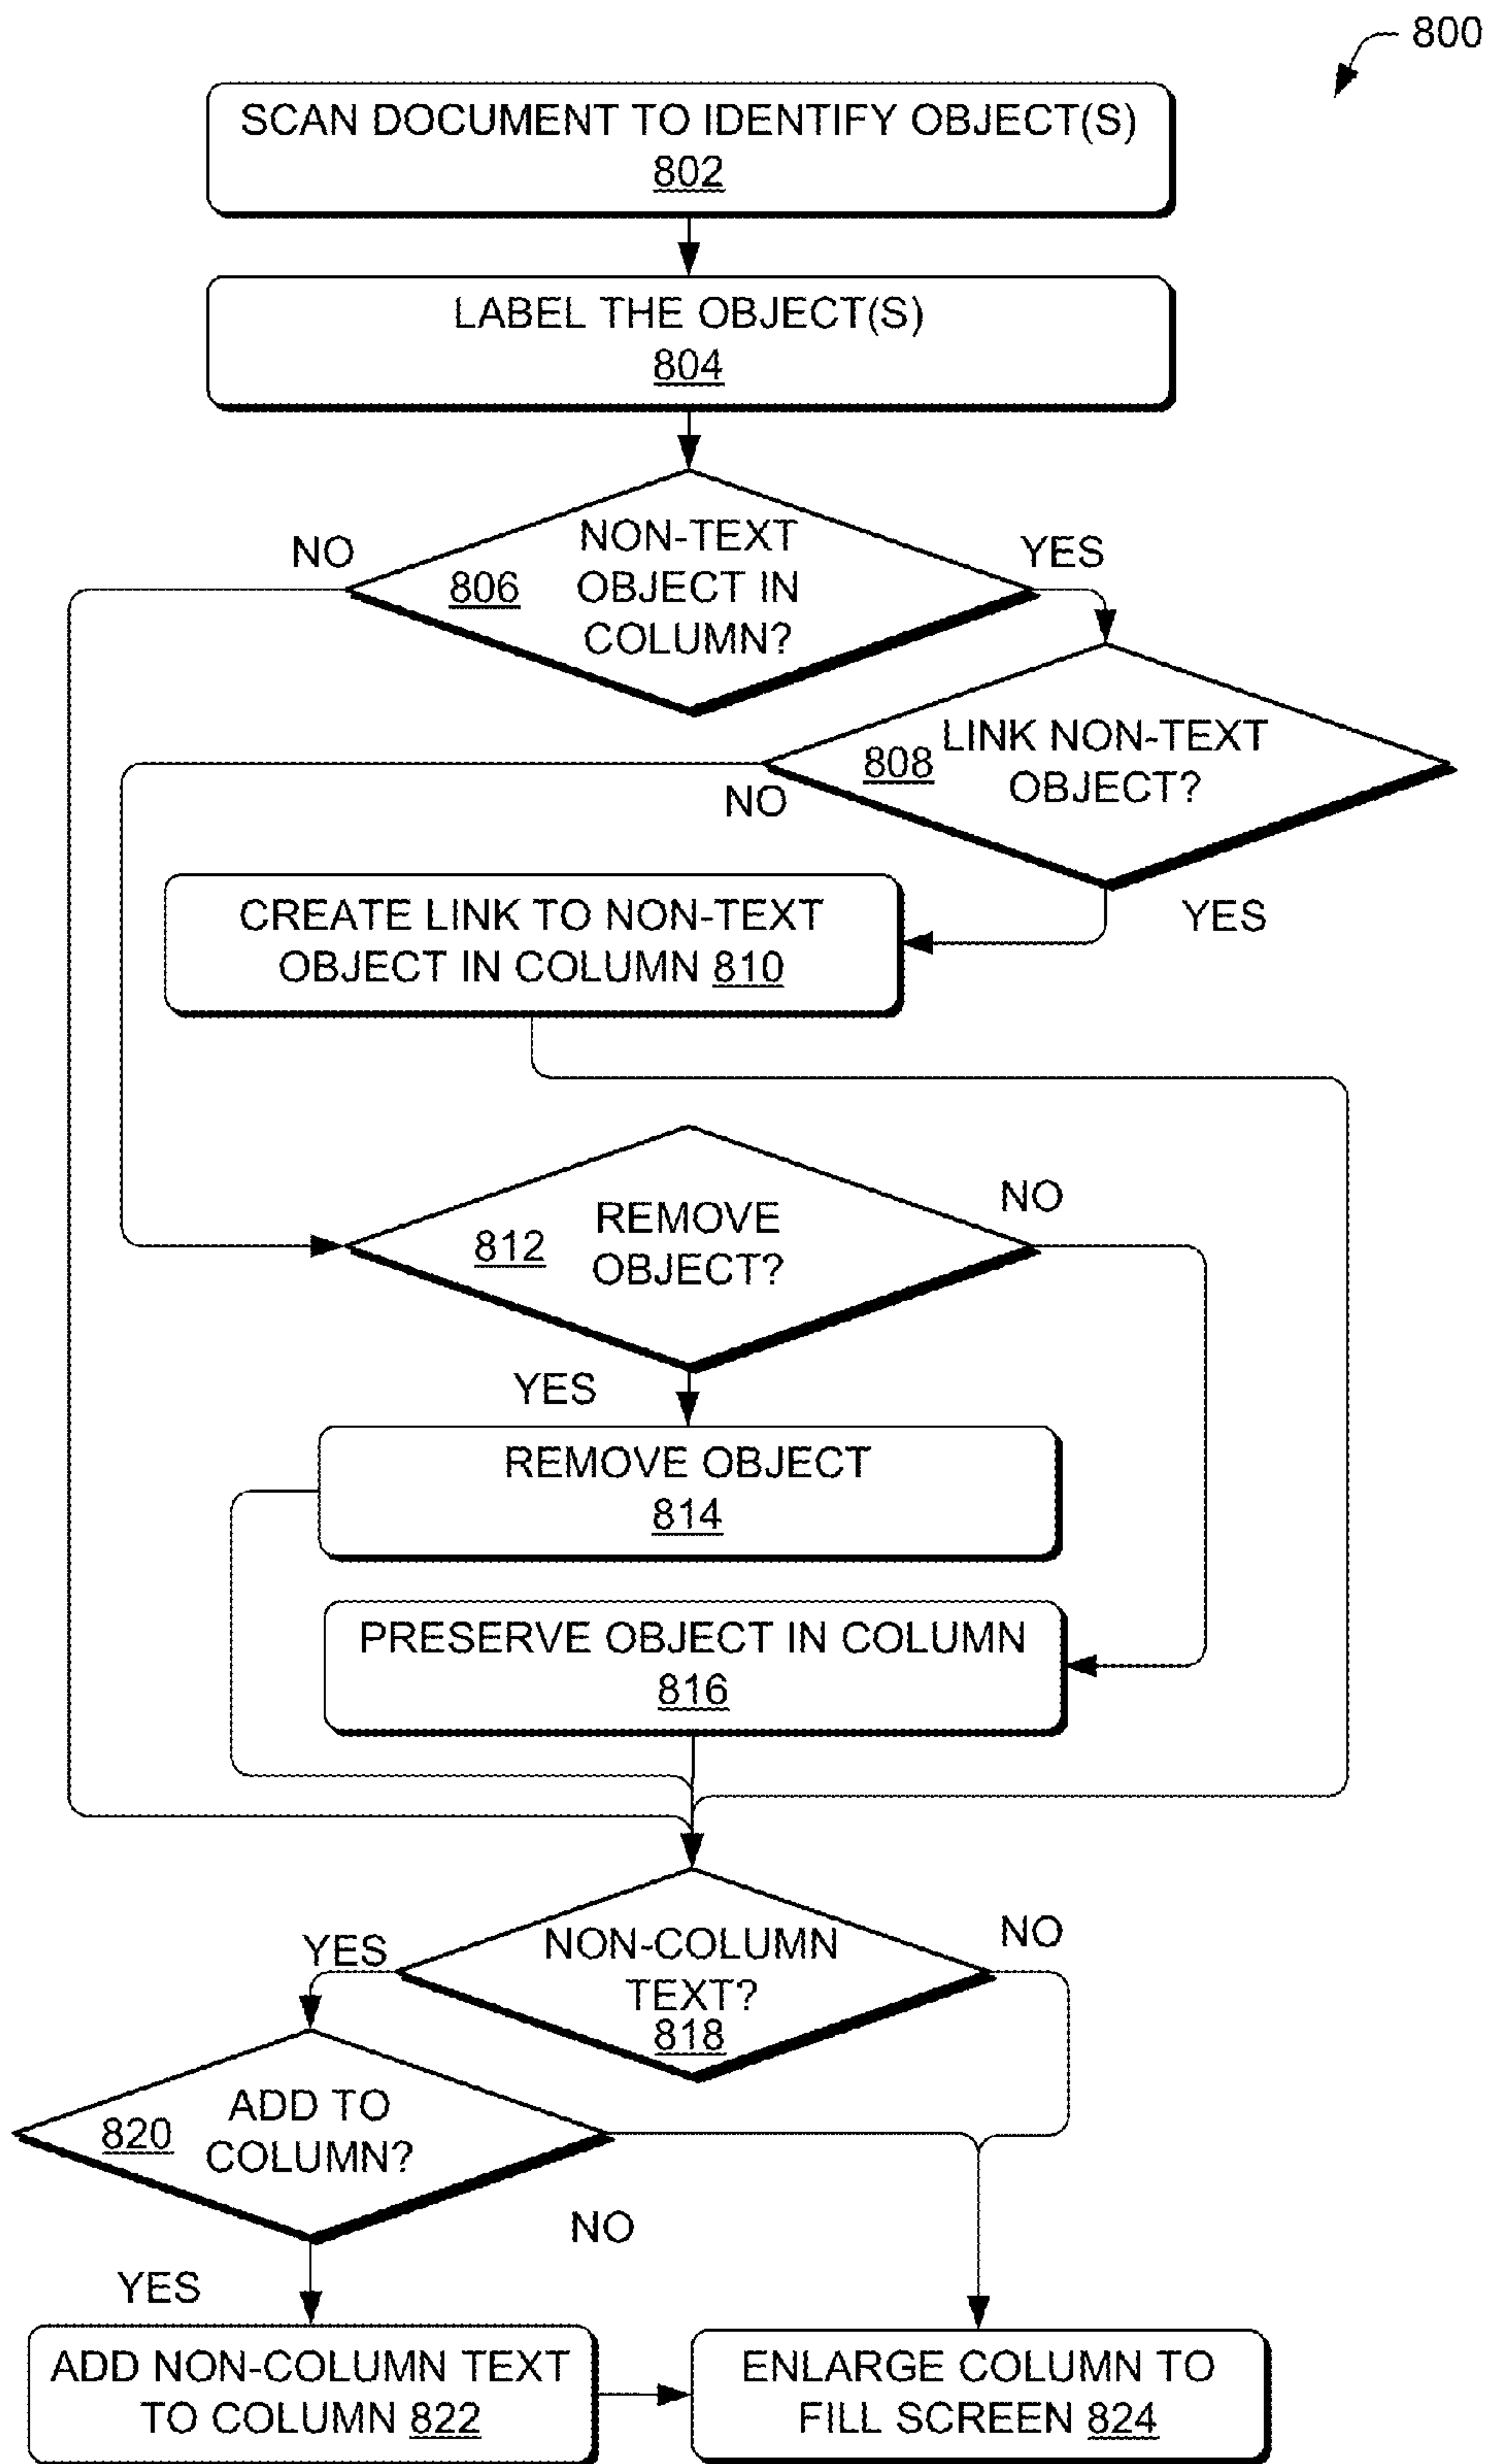 800
SCAN DOCUMENT TO IDENTIFY OBJECT(S)
802
LABEL THE OBJECT(S)
804
NO
806
NON-TEXT
OBJECT IN
COLUMN?
YES
808
LINK NON-TEXT
OBJECT?
NO
YES
CREATE LINK TO NON-TEXT
OBJECT IN COLUMN 810
812
REMOVE
OBJECT?
NO
YES
REMOVE OBJECT
814
PRESERVE OBJECT IN COLUMN
816
YES
NON-COLUMN
TEXT?
818
NO
820
ADD TO
COLUMN?
NO
YES
ADD NON-COLUMN TEXT
TO COLUMN 822
ENLARGE COLUMN TO
FILL SCREEN 824